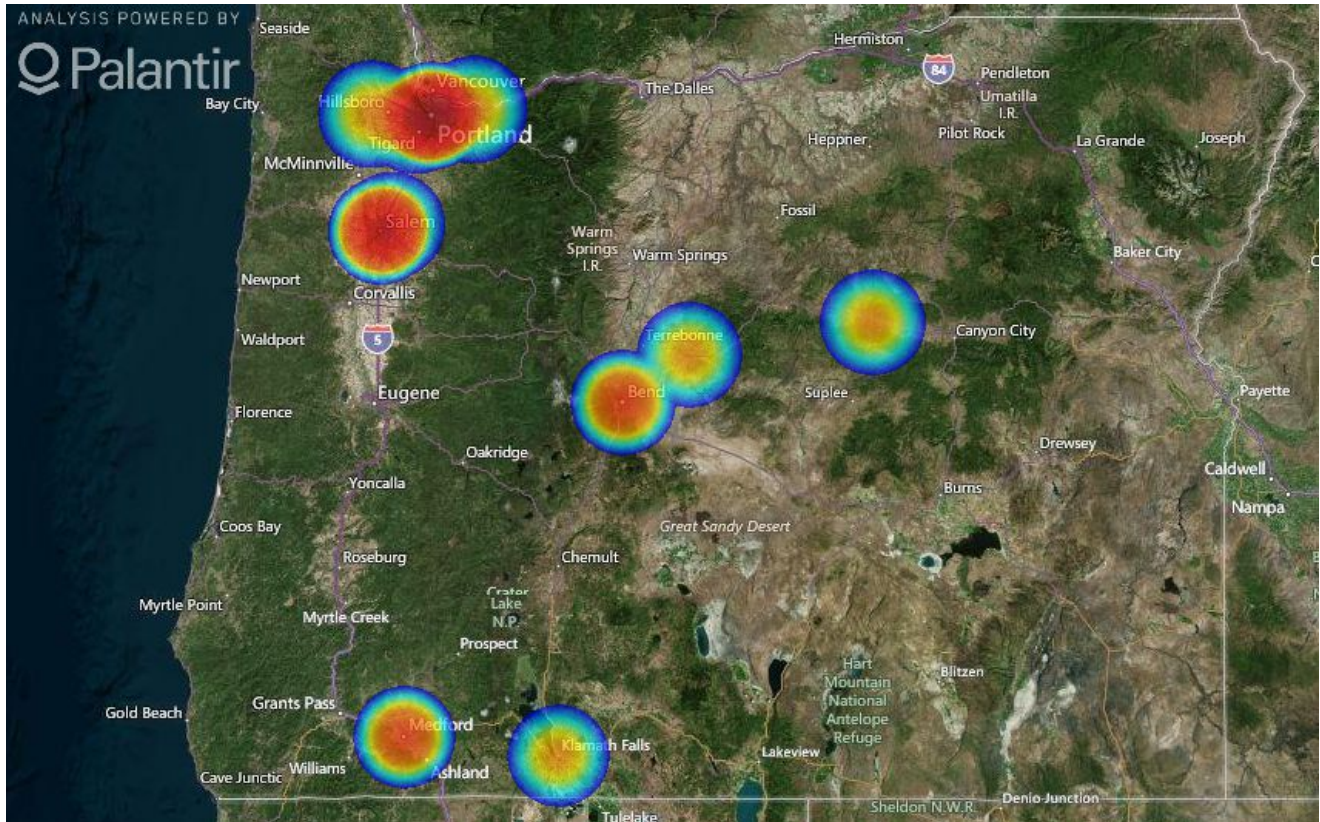 ANALYSIS POWERED BY
Palantir
Seaside
Hermiston
84
Pendleton
Vancouver
The Dalles
Umatilla
I.R.
Hillsboro
Bay City
Portland
Pilot Rock
Heppner
La Grande
Joseph
Tigard
McMinnville
Fossil
Salem
Warm
Springs
I.R.
Warm Springs
Baker City
Newport
Corvallis
Waldport
5
Terrebonne
Canyon City
Eugene
Bend
Suplee
Payette
Florence
Drewsey
Oakridge
Caldwell
Yoncalla
Burns
Nampa
Coos Bay
Great Sandy Desert
Roseburg
Chemult
Crater
Lake
N.P.
Myrtle Point
Myrtle Creek
Prospect
Hart
Mountain
National
Antelope
Refuge
Blitzen
Grants Pass
Gold Beach
Medford
Klamath Falls
Lakeview
Williams
Ashland
Cave Junctic
Sheldon N.W.R.
Denio Junction
Tulelake